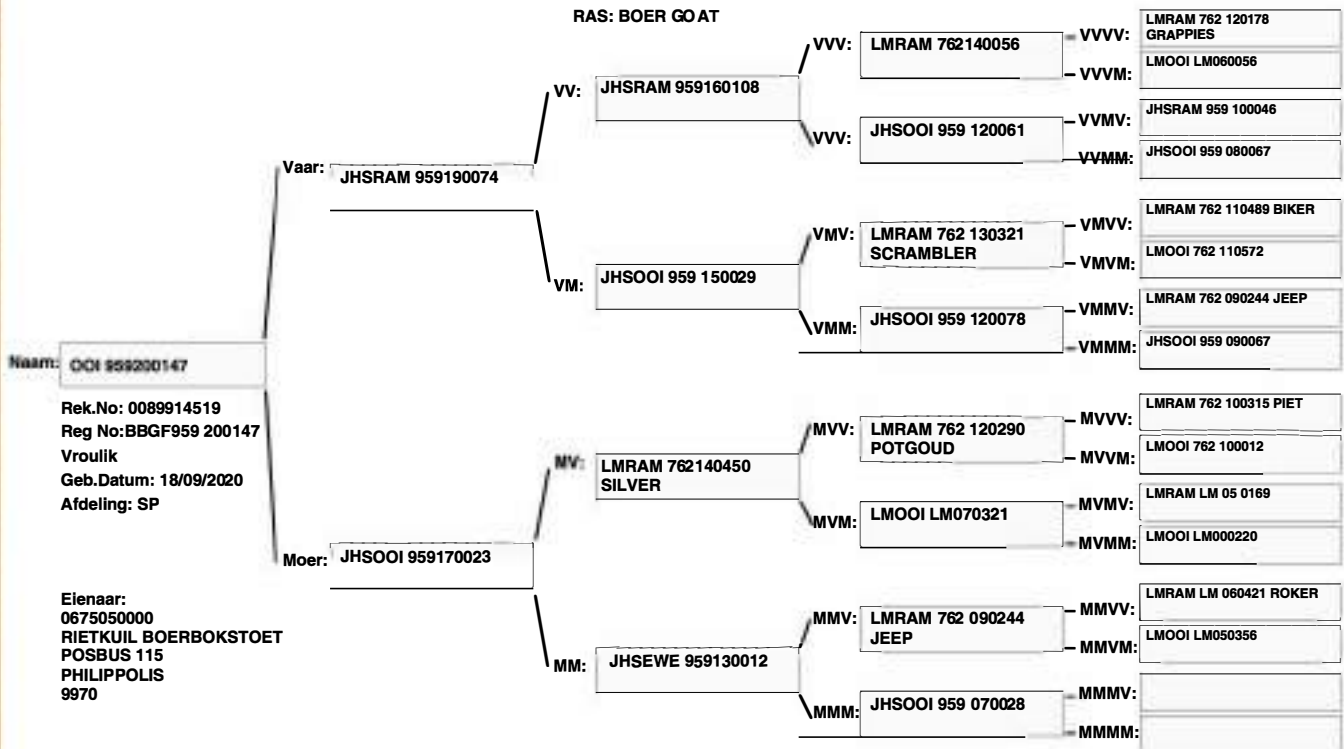 RAS: BOER GOAT
Naam: OOI 959200147
Rek.No: 0089914519
Reg No:BBGF959 200147
Vroulik
Geb.Datum: 18/09/2020
Afdeling: SP
Eienaar:
0675050000
RIETKUIL BOERBOKSTOET
POSBUS 115
PHILIPPOLIS
9970
Vaar: JHSRAM 959190074
Moer: JHSOOI 959170023
VV: JHSRAM 959160108
VM: JHSOOI 959 150029
MV: LMRAM 762140450
SILVER
MM: JHSEWE 959130012
VVV: LMRAM 762140056
VVV: JHSOOI 959 120061
VMV: LMRAM 762 130321
SCRAMBLER
VMM: JHSOOI 959 120078
MVV: LMRAM 762 120290
POTGOUD
MVM: LMOOI LM070321
MMV: LMRAM 762 090244
JEEP
MMM: JHSOOI 959 070028
VVVV: LMRAM 762 120178
GRAPPIES
VVVM: LMOOI LM060056
VVMV: JHSRAM 959 100046
VVMM: JHSOOI 959 080067
VMVV: LMRAM 762 110489 BIKER
VMVM: LMOOI 762 110572
VMMV: LMRAM 762 090244 JEEP
VMMM: JHSOOI 959 090067
MVVV: LMRAM 762 100315 PIET
MVVM: LMOOI 762 100012
MVMV: LMRAM LM 05 0169
MVMM: LMOOI LM000220
MMVV: LMRAM LM 060421 ROKER
MMVM: LMOOI LM050356
MMMV:
MMMM: